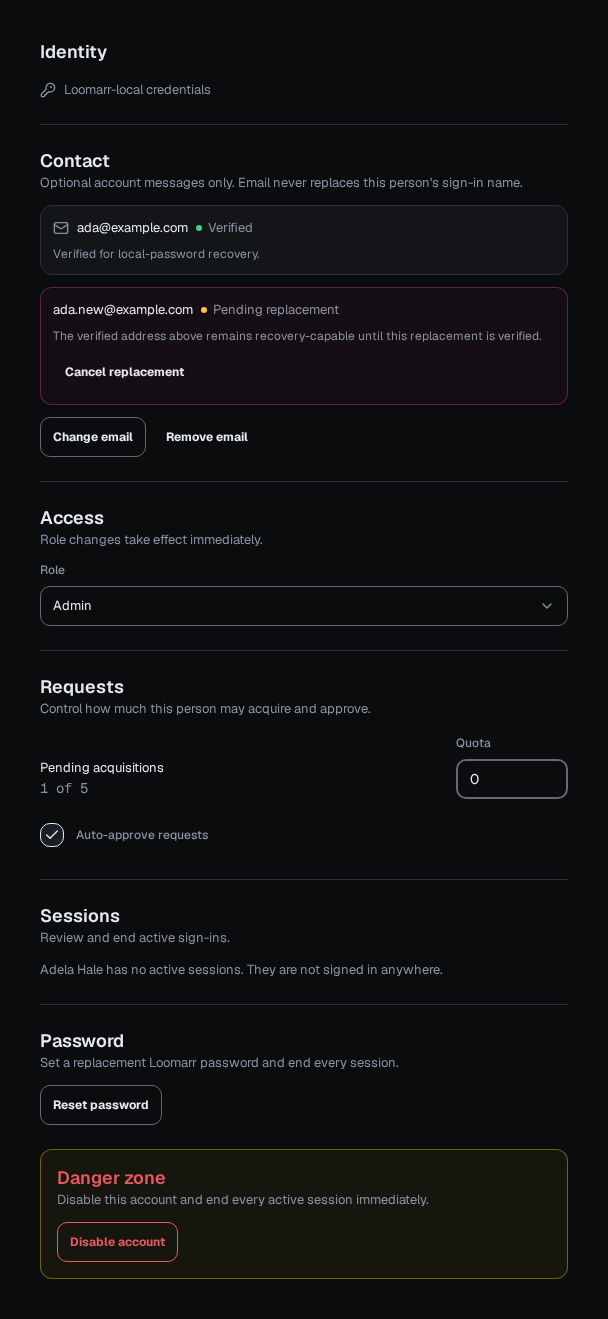 Identity
Loomarr-local credentials
Contact
Optional account messages only. Email never replaces this person's sign-in name.
ada@example.com Verified
Verified for local-password recovery.
ada.new@example.com Pending replacement
The verified address above remains recovery-capable until this replacement is verified.
Cancel replacement
Change email Remove email
Access
Role changes take effect immediately.
Role
Admin
Requests
Control how much this person may acquire and approve.
Quota
Pending acquisitions
0
1 of 5
Auto-approve requests
Sessions
Review and end active sign-ins.
Adela Hale has no active sessions. They are not signed in anywhere.
Password
Set a replacement Loomarr password and end every session.
Reset password
Danger zone
Disable this account and end every active session immediately.
Disable account